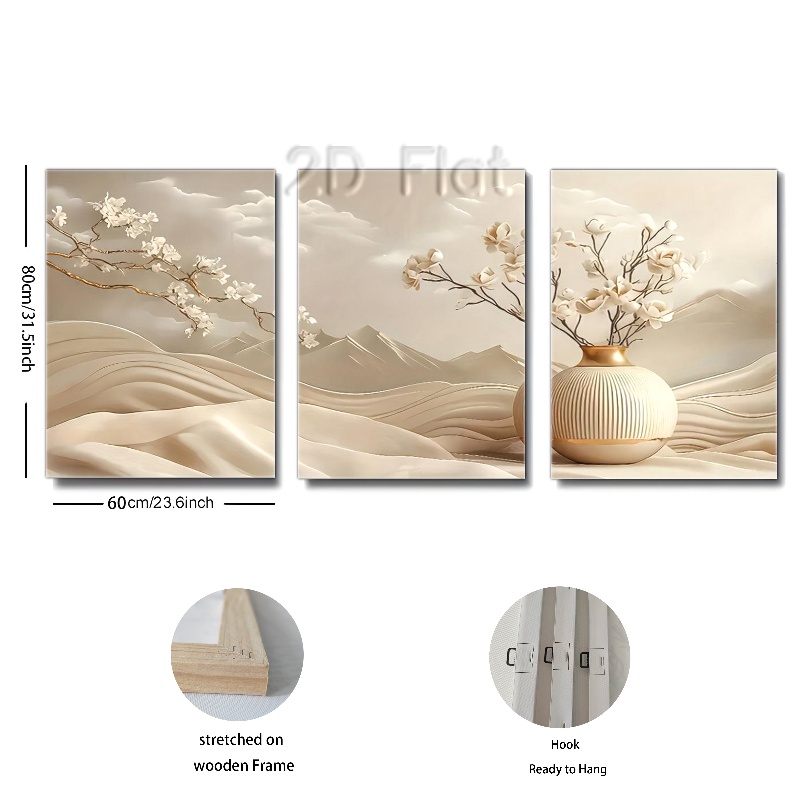 2D Flat
80cm/31.5inch
60cm/23.6inch
stretched on
wooden Frame
Hook
Ready to Hang